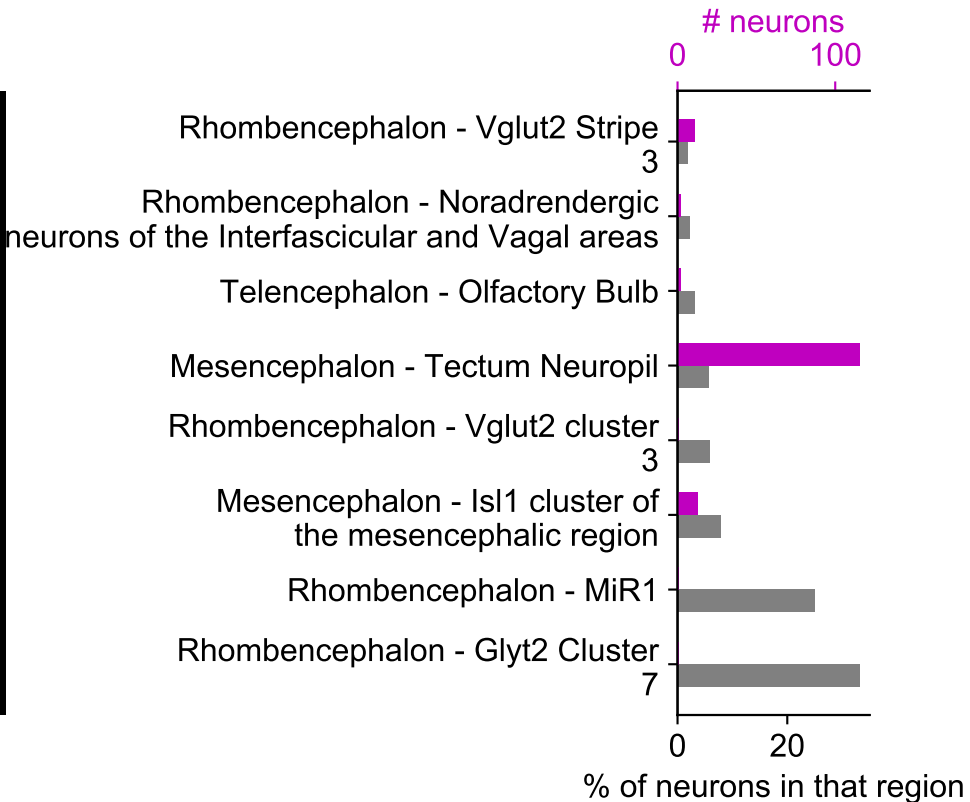 # neurons
0 100
Rhombencephalon - Vglut2 Stripe
3
Rhombencephalon - Noradrendergic
neurons of the Interfascicular and Vagal areas
Telencephalon - Olfactory Bulb
Mesencephalon - Tectum Neuropil
Rhombencephalon - Vglut2 cluster
3
Mesencephalon - Isl1 cluster of
the mesencephalic region
Rhombencephalon - MiR1
Rhombencephalon - Glyt2 Cluster
7
0 20
% of neurons in that region